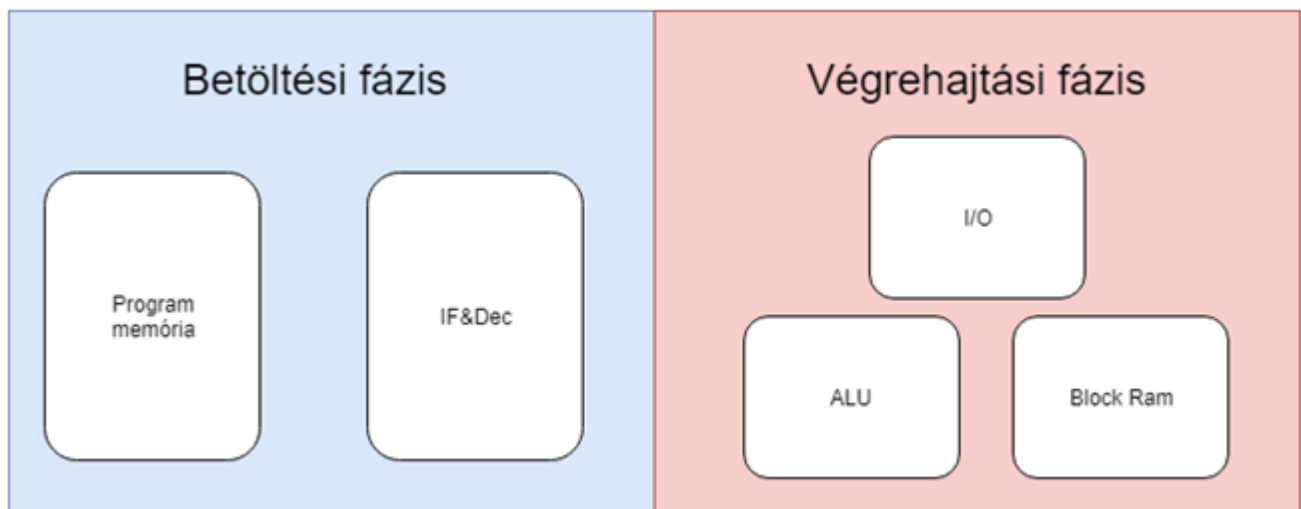 Betöltési fázis
Végrehajtási fázis
Program
memória
IF&Dec
I/O
ALU
Block Ram